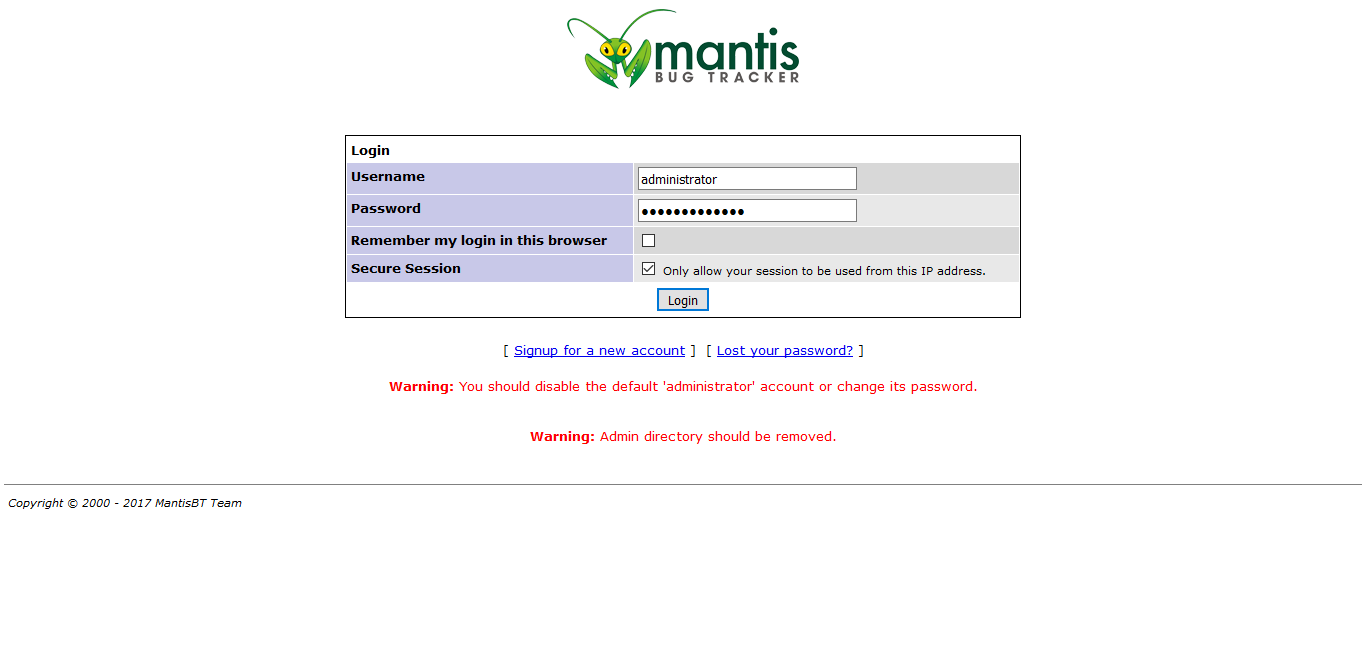 mantis
BUG TRACKER
Login
Username administrator
Password •••••••••••••
Remember my login in this browser
Secure Session Only allow your session to be used from this IP address.
Login
[ Signup for a new account ] [ Lost your password? ]
Warning: You should disable the default 'administrator' account or change its password.
Warning: Admin directory should be removed.
Copyright © 2000 - 2017 MantisBT Team